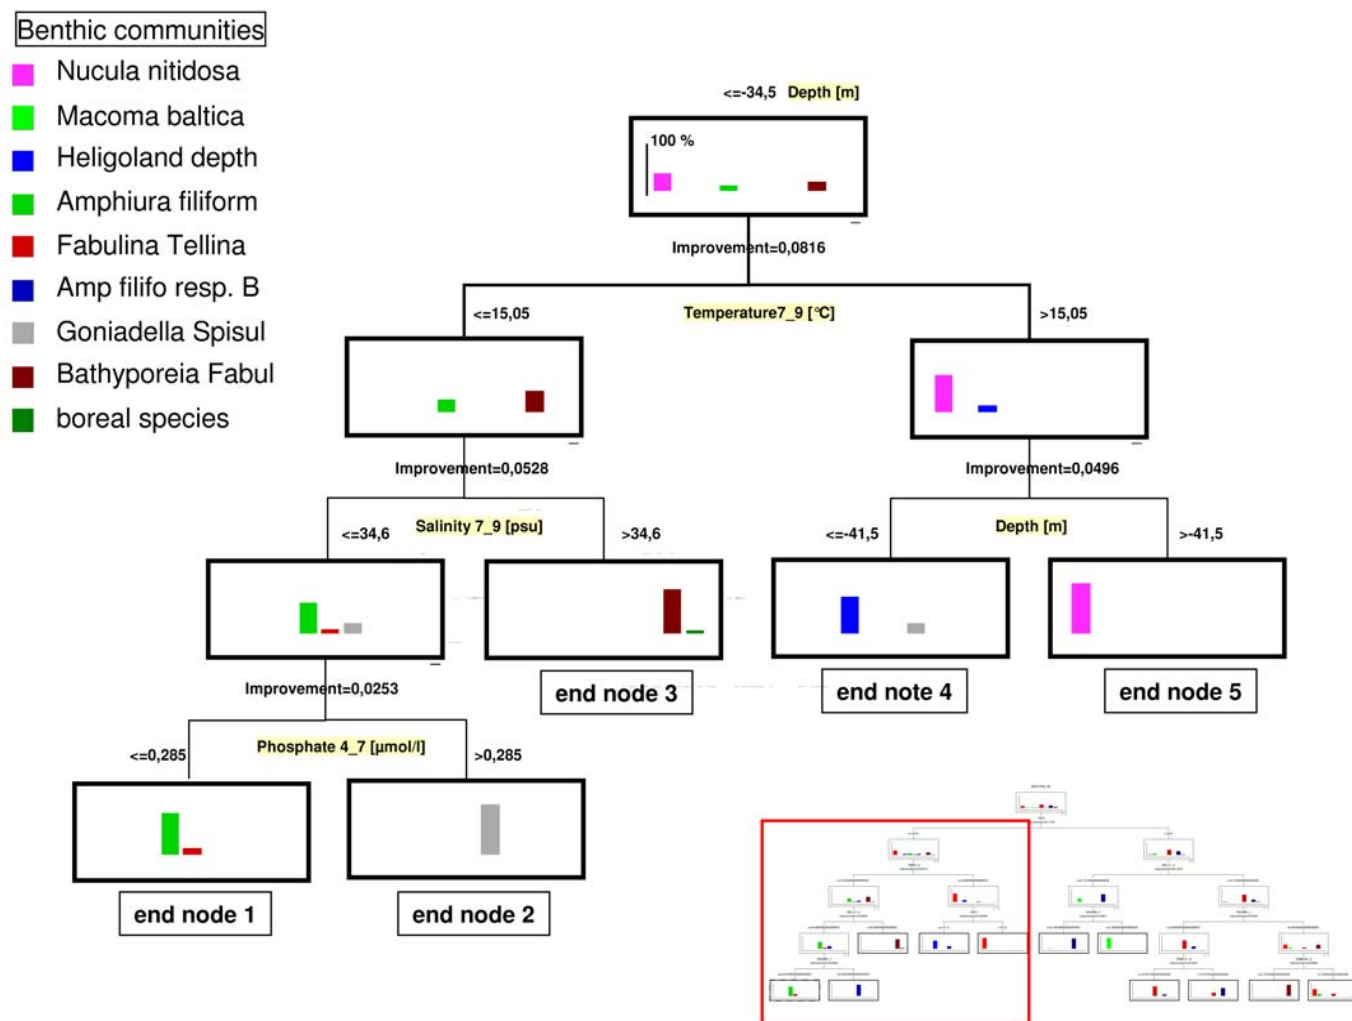 Benthic communities
Nucula nitidosa
Macoma baltica
Heligoland depth
Amphiura filiform
Fabulina Tellina
Amp filifo resp. B
Goniadella Spisul
Bathyporeia Fabul
boreal species
<=-34,5 Depth [m]
100 %
Improvement=0,0816
<=15,05 Temperature7_9 [°C] >15,05
Improvement=0,0528 Improvement=0,0496
<=34,6 Salinity 7_9 [psu] >34,6 <=-41,5 Depth [m] >-41,5
end node 3 end note 4 end node 5
Improvement=0,0253
<=0,285 Phosphate 4_7 [µmol/l] >0,285
end node 1 end node 2